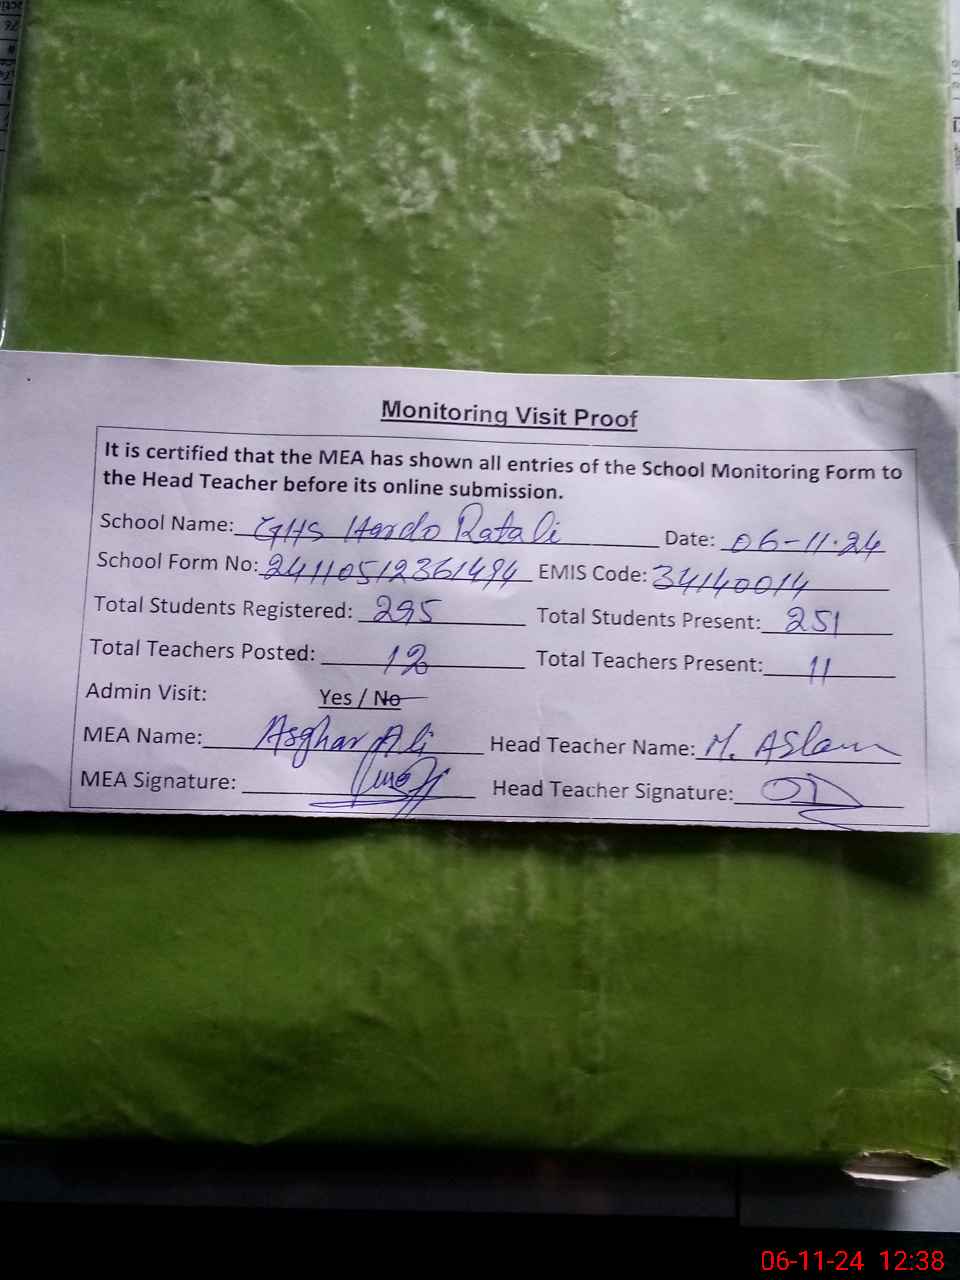 Monitoring Visit Proof
It is certified that the MEA has shown all entries of the School Monitoring Form to
the Head Teacher before its online submission.
School Name: GHS Hardo Ratali Date: 06-11-24
School Form No: 24110512361494 EMIS Code: 34140014
Total Students Registered: 295 Total Students Present: 251
Total Teachers Posted: 12 Total Teachers Present: 11
Admin Visit: Yes / No
MEA Name: Asghar Ali Head Teacher Name: M. Aslam
MEA Signature: Head Teacher Signature:
06-11-24 12:38